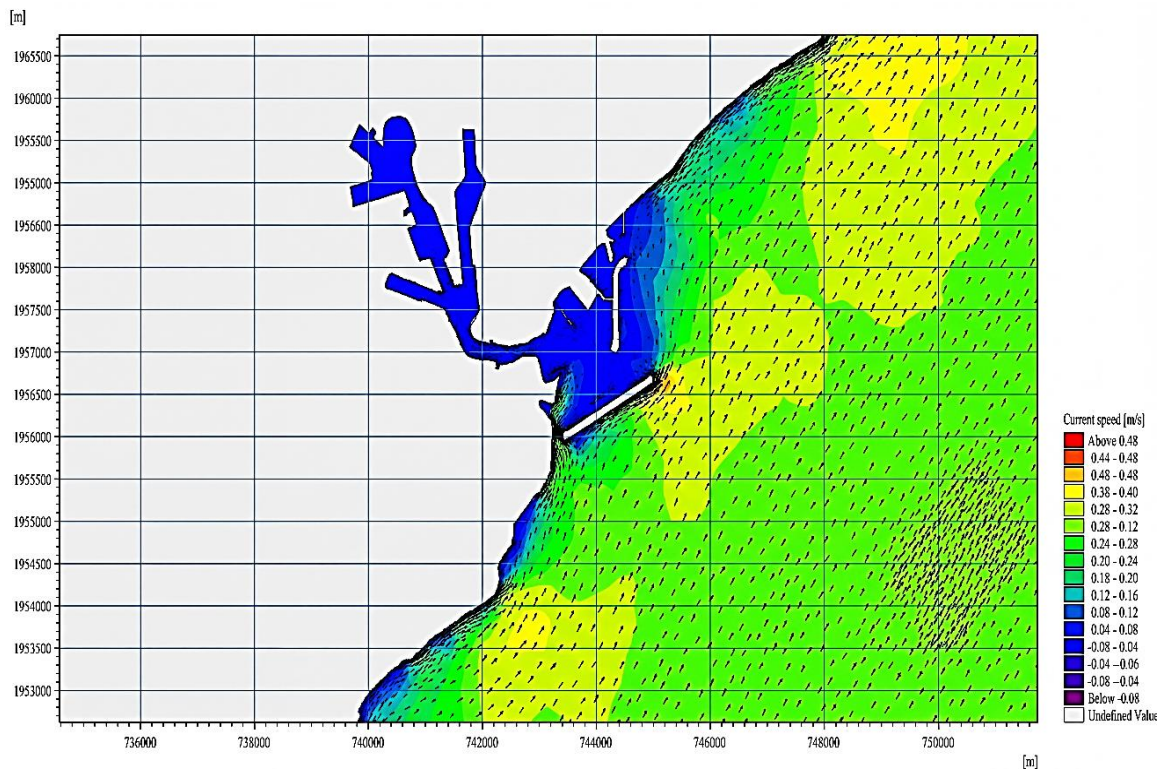 [m]
1965500
1960000
1955500
1955000
1956600
1958000
1957500
1957000
1956500
1956000
1955500
1955000
1954500
1954000
1953500
1953000
736000 738000 740000 742000 744000 746000 748000 750000
[m]
Current speed [m/s]
Above 0.48
0.44 - 0.48
0.48 - 0.48
0.38 - 0.40
0.28 - 0.32
0.28 - 0.12
0.24 - 0.28
0.20 - 0.24
0.18 - 0.20
0.12 - 0.16
0.08 - 0.12
0.04 - 0.08
-0.08 - 0.04
-0.04 -- 0.06
-0.08 -- 0.04
Below -0.08
Undefined Value